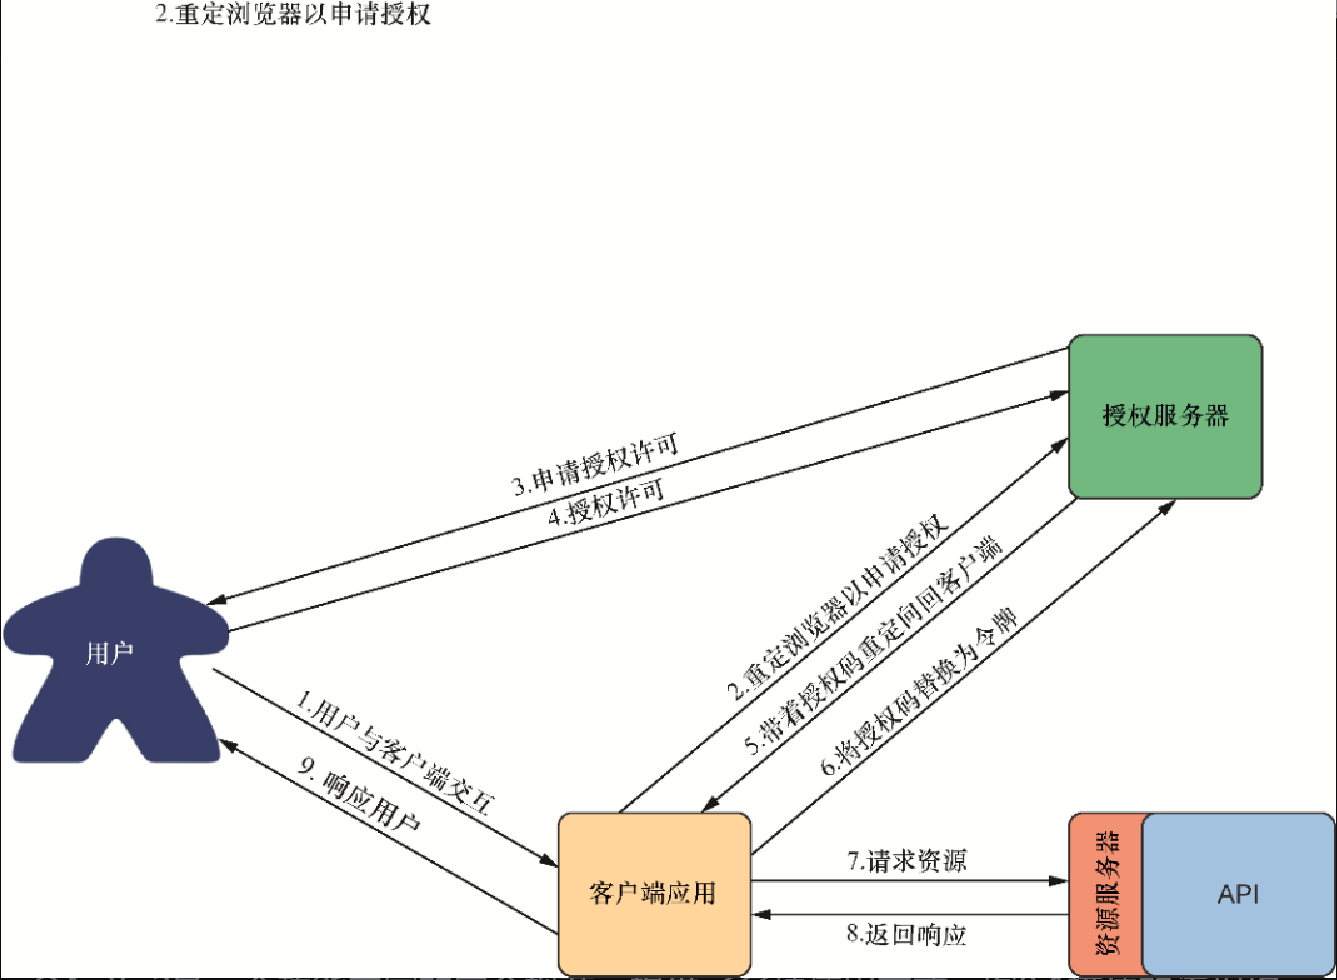 2.重定浏览器以申请授权
授权服务器
3.申请授权许可
4.授权许可
2.重定浏览器以申请授权
5.带着授权码重定向回客户端
6.将授权码替换为令牌
用户
1.用户与客户端交互
9. 响应用户
客户端应用
7.请求资源
8.返回响应
资源服务器
API